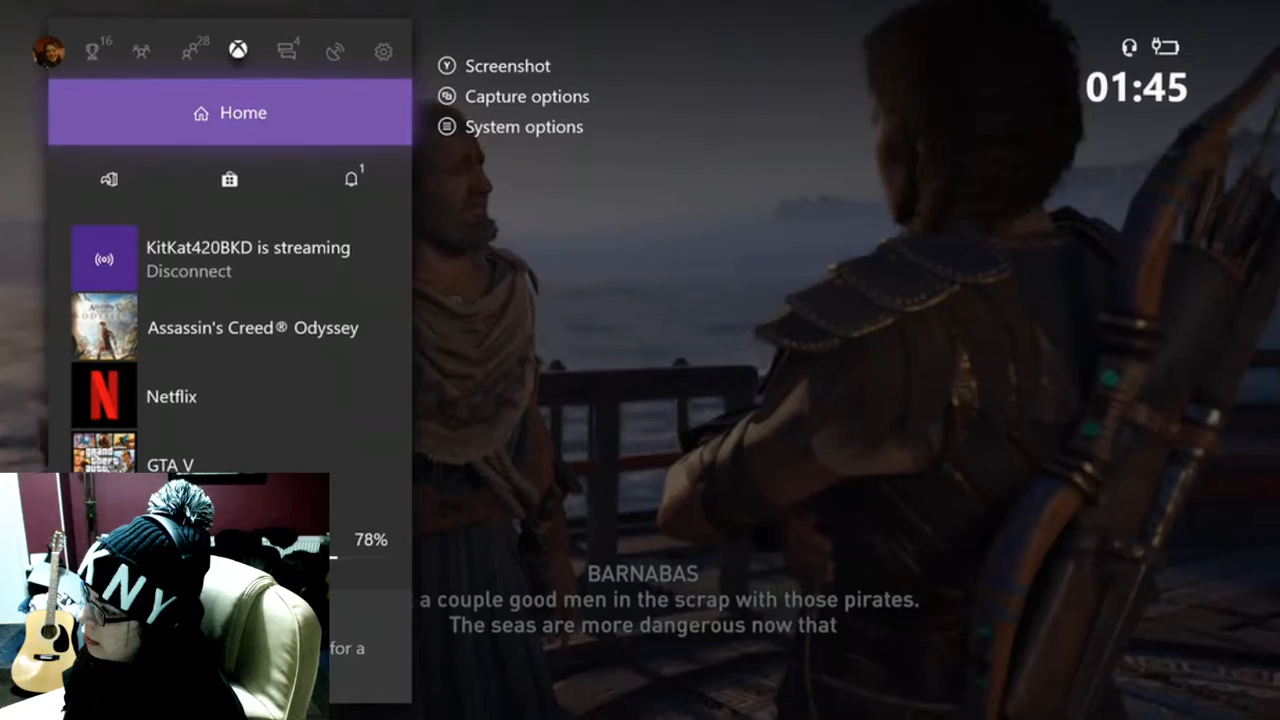 16
28
4
Home
1
KitKat420BKD is streaming
Disconnect
Assassin's Creed® Odyssey
Netflix
GTA V
78%
for a
Screenshot
Capture options
System options
01:45
BARNABAS
a couple good men in the scrap with those pirates.
The seas are more dangerous now that
KNY